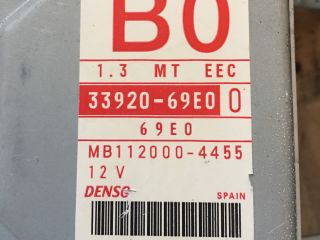 B0
1.3 MT EEC
33920-69E0 0
69E0
MB112000-4455
12 V
DENSO
SPAIN